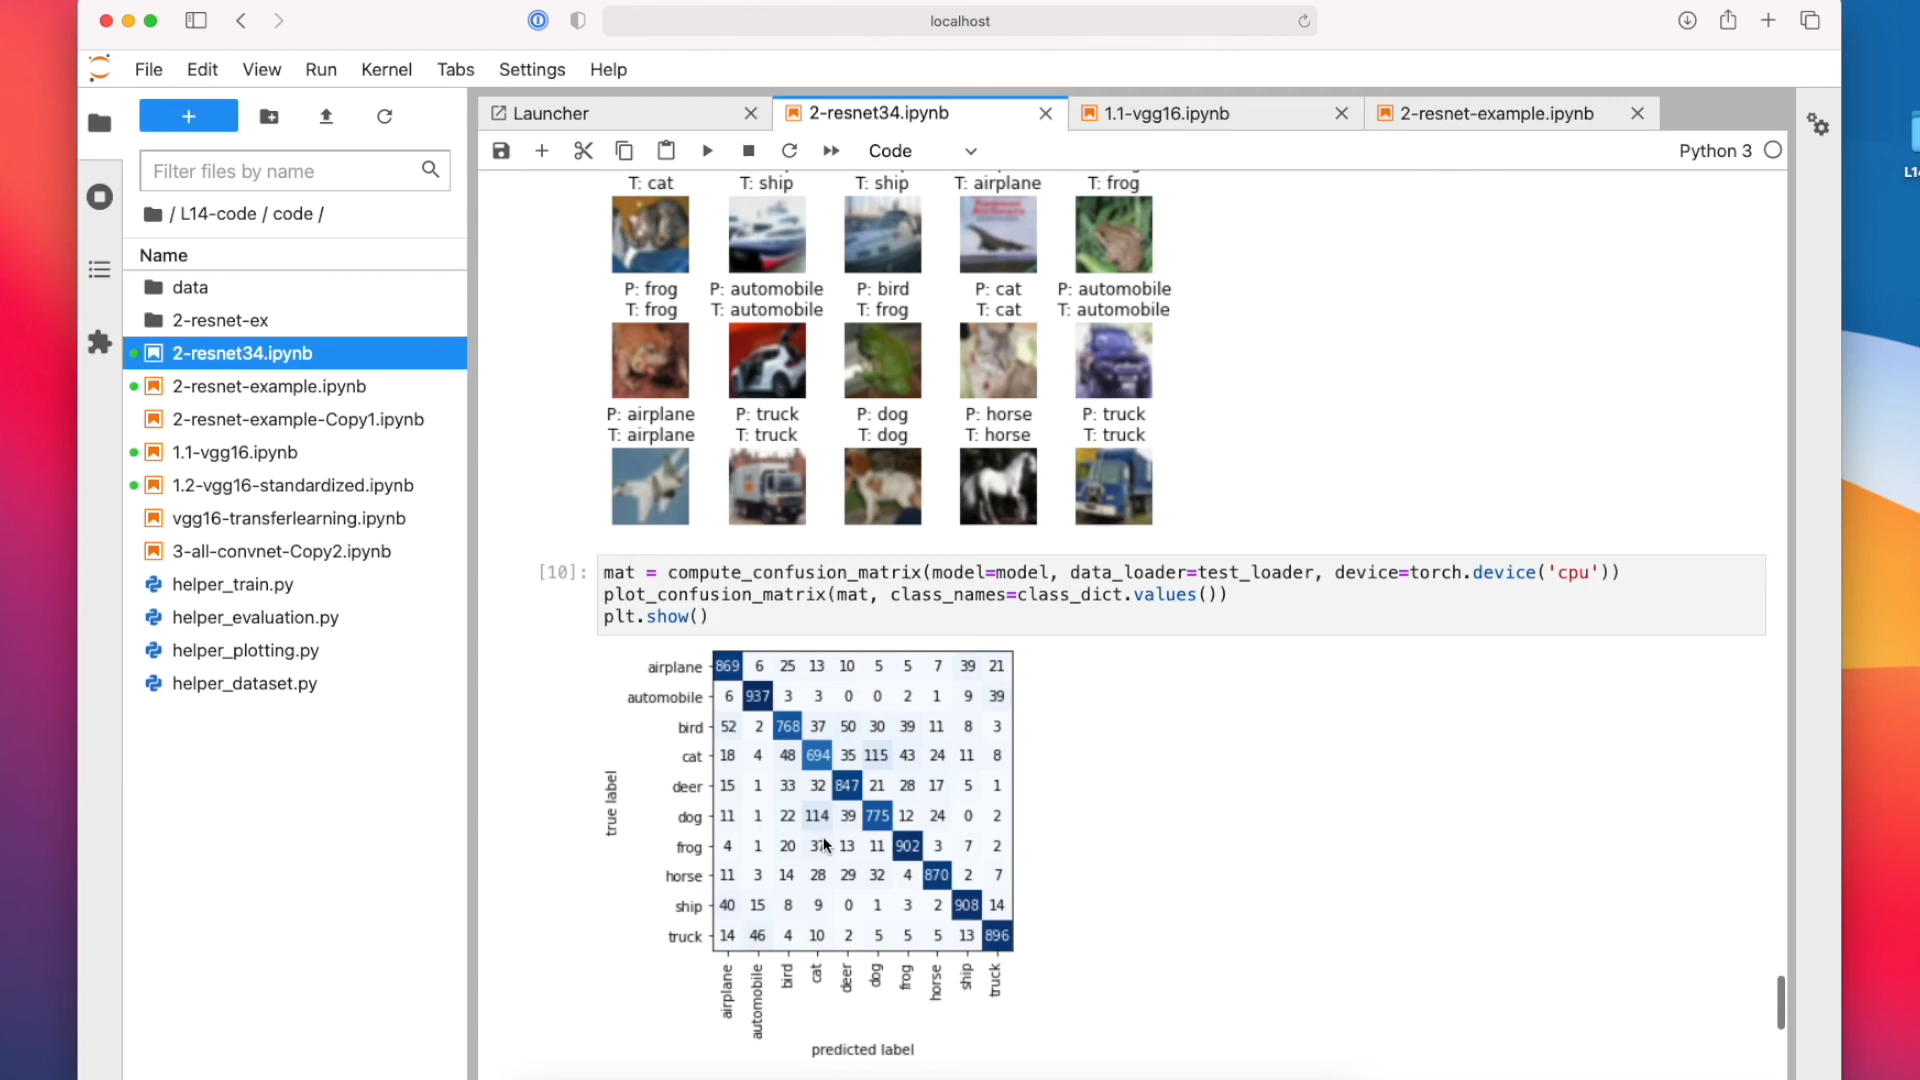 localhost
File Edit View Run Kernel Tabs Settings Help
Launcher 2-resnet34.ipynb 1.1-vgg16.ipynb 2-resnet-example.ipynb
Code Python 3
Filter files by name
/ L14-code / code /
Name
data
2-resnet-ex
2-resnet34.ipynb
2-resnet-example.ipynb
2-resnet-example-Copy1.ipynb
1.1-vgg16.ipynb
1.2-vgg16-standardized.ipynb
vgg16-transferlearning.ipynb
3-all-convnet-Copy2.ipynb
helper_train.py
helper_evaluation.py
helper_plotting.py
helper_dataset.py
T: cat T: ship T: ship T: airplane T: frog
P: frog P: automobile P: bird P: cat P: automobile
T: frog T: automobile T: frog T: cat T: automobile
P: airplane P: truck P: dog P: horse P: truck
T: airplane T: truck T: dog T: horse T: truck
[10]: mat = compute_confusion_matrix(model=model, data_loader=test_loader, device=torch.device('cpu'))
plot_confusion_matrix(mat, class_names=class_dict.values())
plt.show()
airplane 869 6 25 13 10 5 5 7 39 21
automobile 6 937 3 3 0 0 2 1 9 39
bird 52 2 768 37 50 30 39 11 8 3
cat 18 4 48 694 35 115 43 24 11 8
deer 15 1 33 32 847 21 28 17 5 1
dog 11 1 22 114 39 775 12 24 0 2
frog 4 1 20 37 13 11 902 3 7 2
horse 11 3 14 28 29 32 4 870 2 7
ship 40 15 8 9 0 1 3 2 908 14
truck 14 46 4 10 2 5 5 5 13 896
true label
airplane automobile bird cat deer dog frog horse ship truck
predicted label